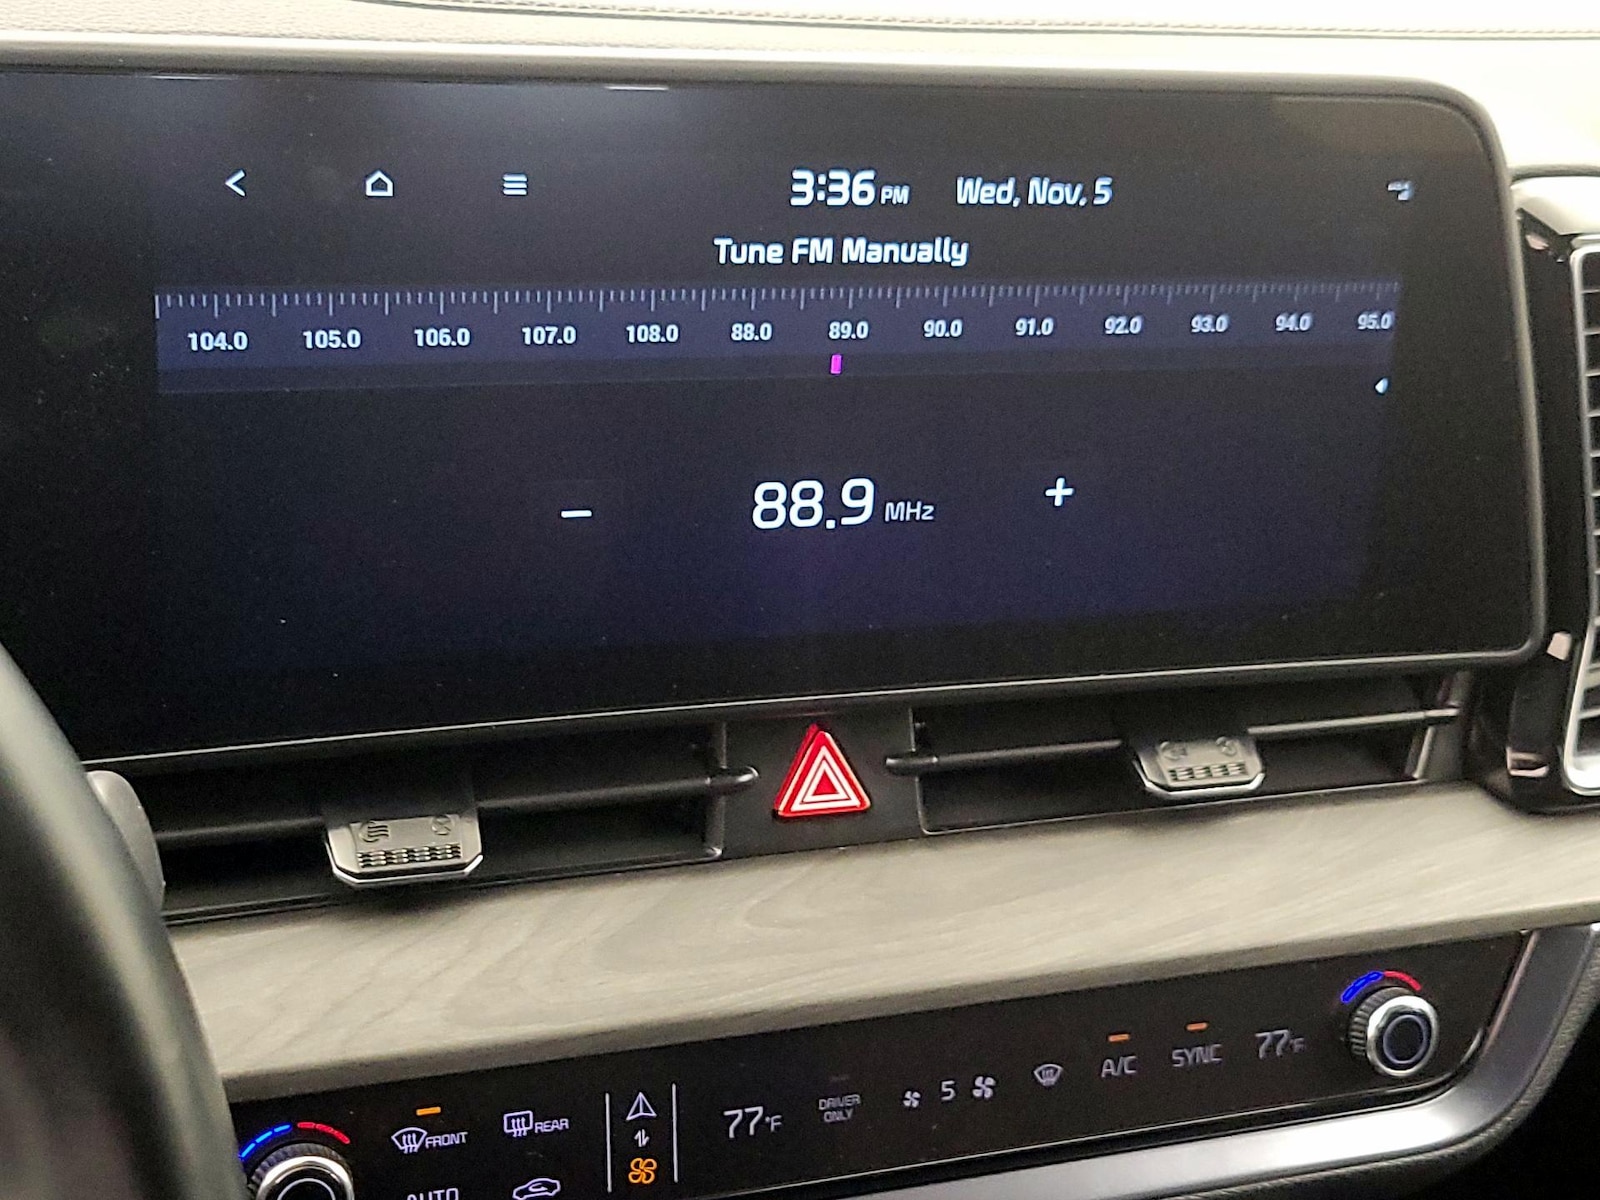 3:36 PM Wed, Nov. 5
Tune FM Manually
104.0 105.0 106.0 107.0 108.0 88.0 89.0 90.0 91.0 92.0 93.0 94.0 95.0
− 88.9 MHz +
FRONT REAR 77°F DRIVER ONLY 5 A/C SYNC 77°F
AUTO